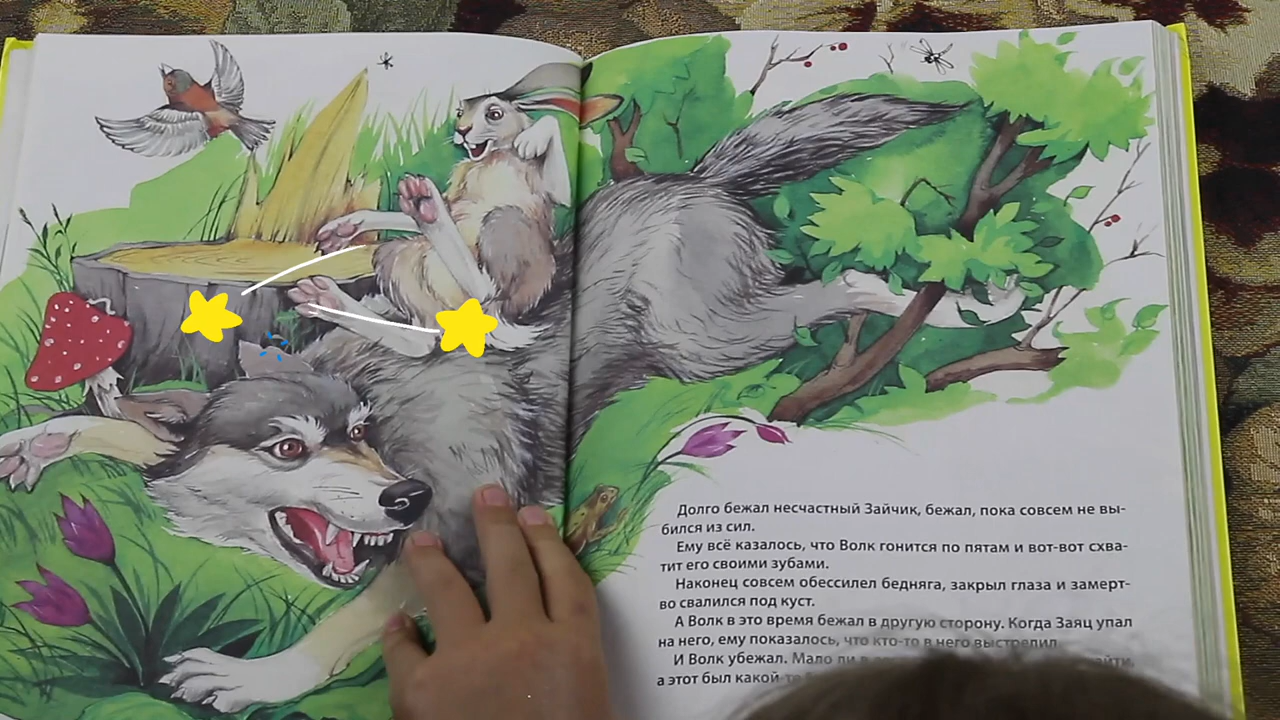 Долго бежал несчастный Зайчик, бежал, пока совсем не вы-
бился из сил.
Ему всё казалось, что Волк гонится по пятам и вот-вот схва-
тит его своими зубами.
Наконец совсем обессилел бедняга, закрыл глаза и замерт-
во свалился под куст.
А Волк в это время бежал в другую сторону. Когда Заяц упал
на него, ему показалось, что кто-то в него выстрелил.
И Волк убежал. Мало ли в найти,
а этот был какой-то